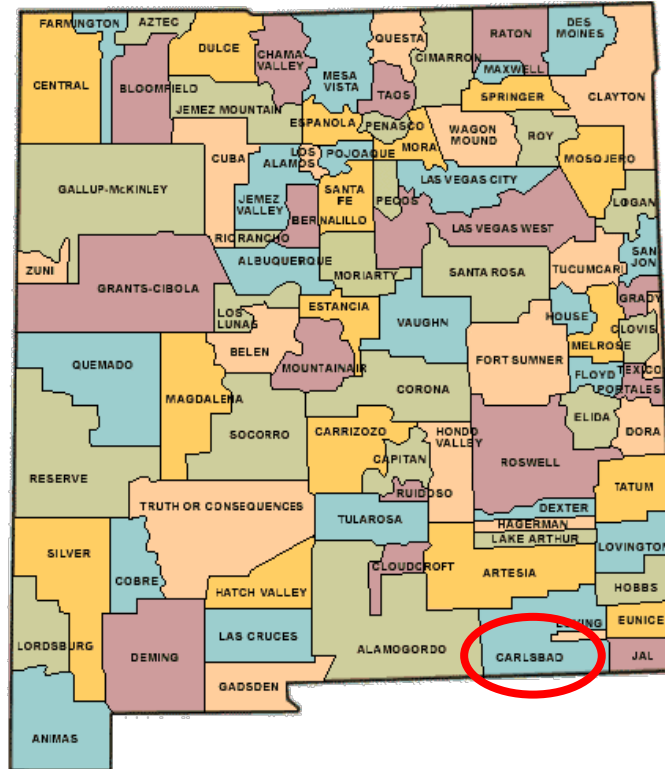 FARMINGTON
AZTEC
DULCE
CHAMA
VALLEY
MESA
VISTA
QUESTA
CIMARRON
RATON
DES
MOINES
CENTRAL
BLOOMFIELD
JEMEZ MOUNTAIN
TAOS
MAXWELL
SPRINGER
CLAYTON
ESPANOLA
PENASCO
MORA
WAGON
MOUND
ROY
MOSQJERO
CUBA
LOS
ALAMOS
POJOAQUE
GALLUP-McKINLEY
JEMEZ
VALLEY
BERNALILLO
SANTA
FE
PECOS
LAS VEGAS CITY
LOGAN
LAS VEGAS WEST
RIO RANCHO
ZUNI
ALBUQUERQUE
MORIARTY
SANTA ROSA
TUCUMCARI
SAN
JON
GRANTS-CIBOLA
LOS
LUNAS
ESTANCIA
VAUGHN
HOUSE
GRADY
CLOVIS
MELROSE
BELEN
MOUNTAINAIR
FORT SUMNER
QUEMADO
FLOYD
TEXICO
PORTALES
MAGDALENA
CORONA
ELIDA
DORA
SOCORRO
CARRIZOZO
HONDO
VALLEY
CAPITAN
ROSWELL
RESERVE
RUIDOSO
TATUM
TRUTH OR CONSEQUENCES
TULAROSA
DEXTER
HAGERMAN
LAKE ARTHUR
SILVER
COBRE
CLOUDCROFT
ARTESIA
LOVINGTON
HATCH VALLEY
HOBBS
LORDSBURG
DEMING
LAS CRUCES
ALAMOGORDO
LOVING
EUNICE
CARLSBAD
JAL
GADSDEN
ANIMAS